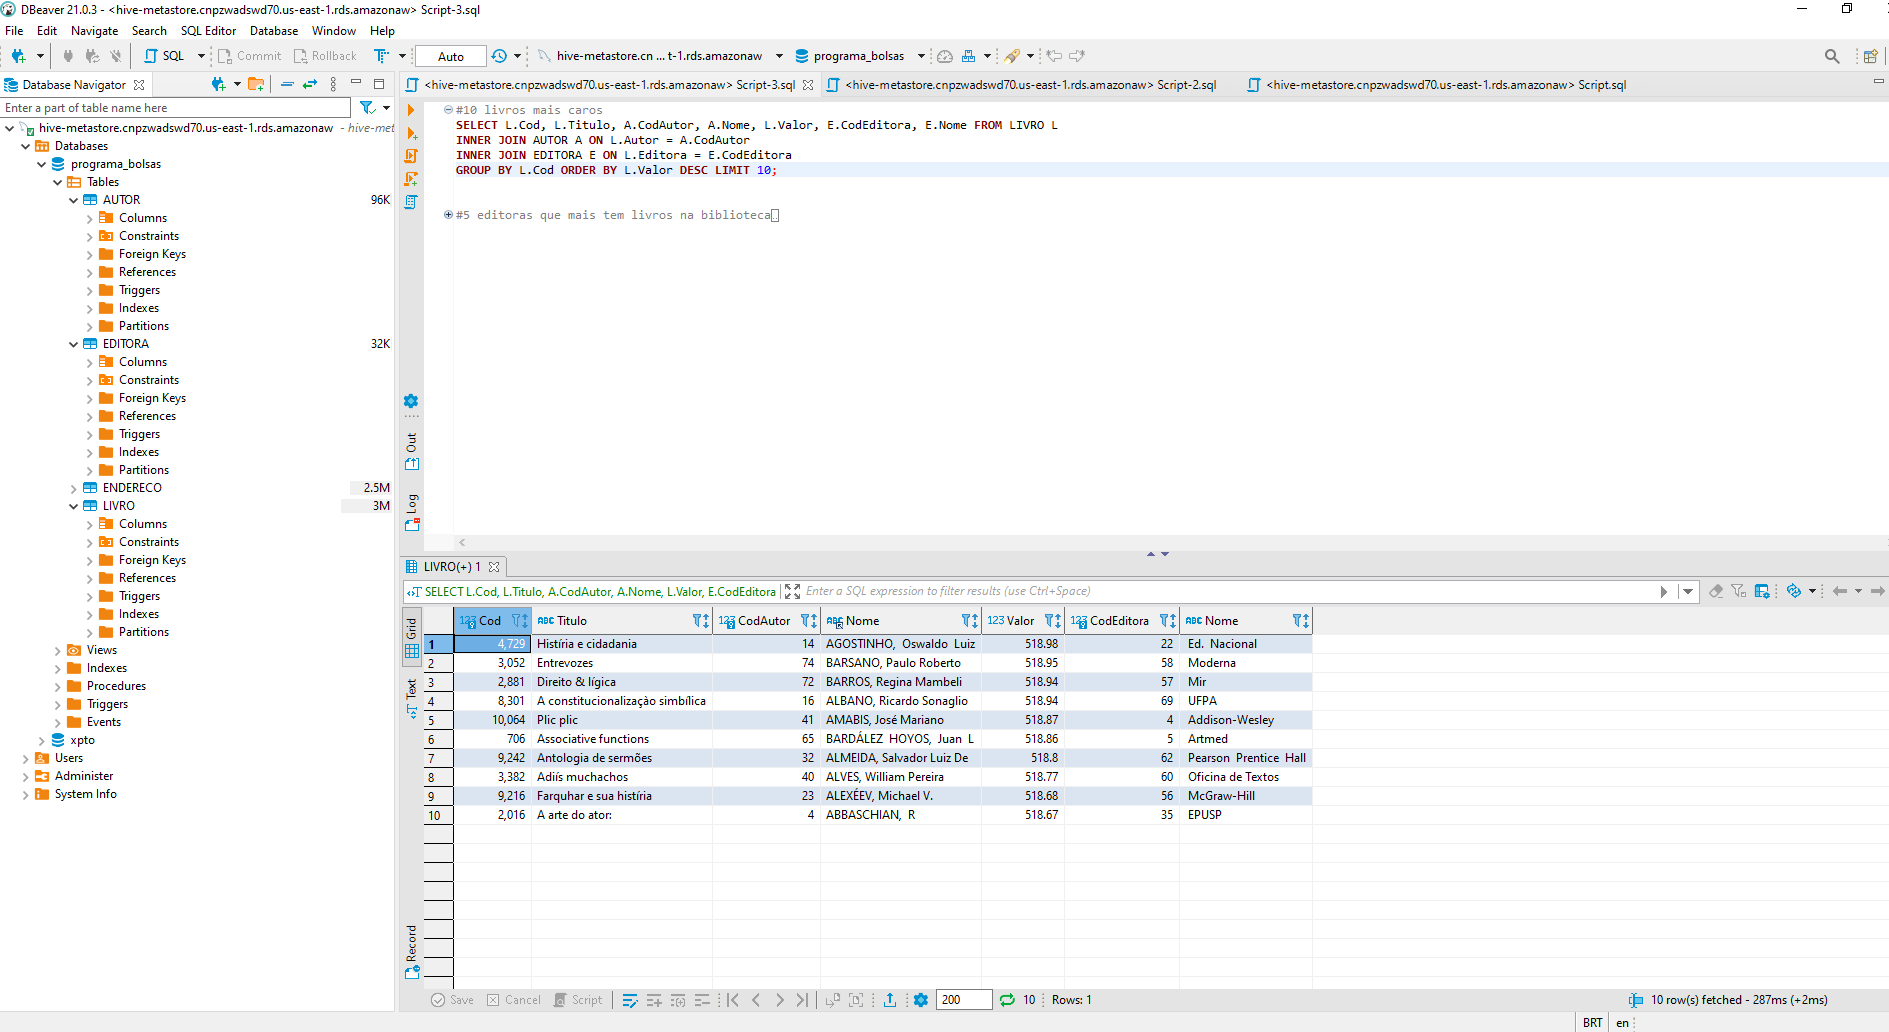 DBeaver 21.0.3 - <hive-metastore.cnpzwadswd70.us-east-1.rds.amazonaw> Script-3.sql
File Edit Navigate Search SQL Editor Database Window Help
SQL Commit Rollback Auto hive-metastore.cn ... t-1.rds.amazonaw programa_bolsas
Database Navigator
<hive-metastore.cnpzwadswd70.us-east-1.rds.amazonaw> Script-3.sql
<hive-metastore.cnpzwadswd70.us-east-1.rds.amazonaw> Script-2.sql
<hive-metastore.cnpzwadswd70.us-east-1.rds.amazonaw> Script.sql
Enter a part of table name here
hive-metastore.cnpzwadswd70.us-east-1.rds.amazonaw - hive-met
Databases
programa_bolsas
Tables
AUTOR 96K
Columns
Constraints
Foreign Keys
References
Triggers
Indexes
Partitions
EDITORA 32K
Columns
Constraints
Foreign Keys
References
Triggers
Indexes
Partitions
ENDERECO 2.5M
LIVRO 3M
Columns
Constraints
Foreign Keys
References
Triggers
Indexes
Partitions
Views
Indexes
Procedures
Triggers
Events
xpto
Users
Administer
System Info
#10 livros mais caros
SELECT L.Cod, L.Titulo, A.CodAutor, A.Nome, L.Valor, E.CodEditora, E.Nome FROM LIVRO L
INNER JOIN AUTOR A ON L.Autor = A.CodAutor
INNER JOIN EDITORA E ON L.Editora = E.CodEditora
GROUP BY L.Cod ORDER BY L.Valor DESC LIMIT 10;
#5 editoras que mais tem livros na biblioteca..
Out
Log
LIVRO(+) 1
SELECT L.Cod, L.Titulo, A.CodAutor, A.Nome, L.Valor, E.CodEditora Enter a SQL expression to filter results (use Ctrl+Space)
Grid
Text
Record
123 Cod ABC Titulo 123 CodAutor ABC Nome 123 Valor 123 CodEditora ABC Nome
1 4,729 Histíria e cidadania 14 AGOSTINHO, Oswaldo Luiz 518.98 22 Ed. Nacional
2 3,052 Entrevozes 74 BARSANO, Paulo Roberto 518.95 58 Moderna
3 2,881 Direito & lígica 72 BARROS, Regina Mambeli 518.94 57 Mir
4 8,301 A constitucionalizaçào simbílica 16 ALBANO, Ricardo Sonaglio 518.94 69 UFPA
5 10,064 Plic plic 41 AMABIS, José Mariano 518.87 4 Addison-Wesley
6 706 Associative functions 65 BARDÁLEZ HOYOS, Juan L 518.86 5 Artmed
7 9,242 Antologia de sermões 32 ALMEIDA, Salvador Luiz De 518.8 62 Pearson Prentice Hall
8 3,382 Adiís muchachos 40 ALVES, William Pereira 518.77 60 Oficina de Textos
9 9,216 Farquhar e sua histíria 23 ALEXÉEV, Michael V. 518.68 56 McGraw-Hill
10 2,016 A arte do ator: 4 ABBASCHIAN, R 518.67 35 EPUSP
Save Cancel Script 200 10 Rows: 1 10 row(s) fetched - 287ms (+2ms)
BRT en